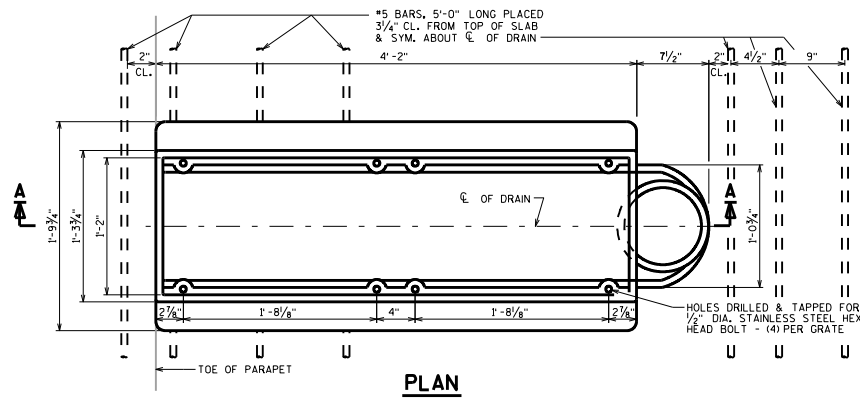 #5 BARS, 5'-0" LONG PLACED
3¼" CL. FROM TOP OF SLAB
& SYM. ABOUT ℄ OF DRAIN
2"
CL.
4'-2"
7½"
2"
CL.
4½"
9"
A
A
1'-9¾"
1'-3¾"
1'-2"
℄ OF DRAIN
1'-0¾"
2⅞"
1'-8⅛"
4"
1'-8⅛"
2⅞"
HOLES DRILLED & TAPPED FOR
½" DIA. STAINLESS STEEL HEX
HEAD BOLT - (4) PER GRATE
TOE OF PARAPET
PLAN